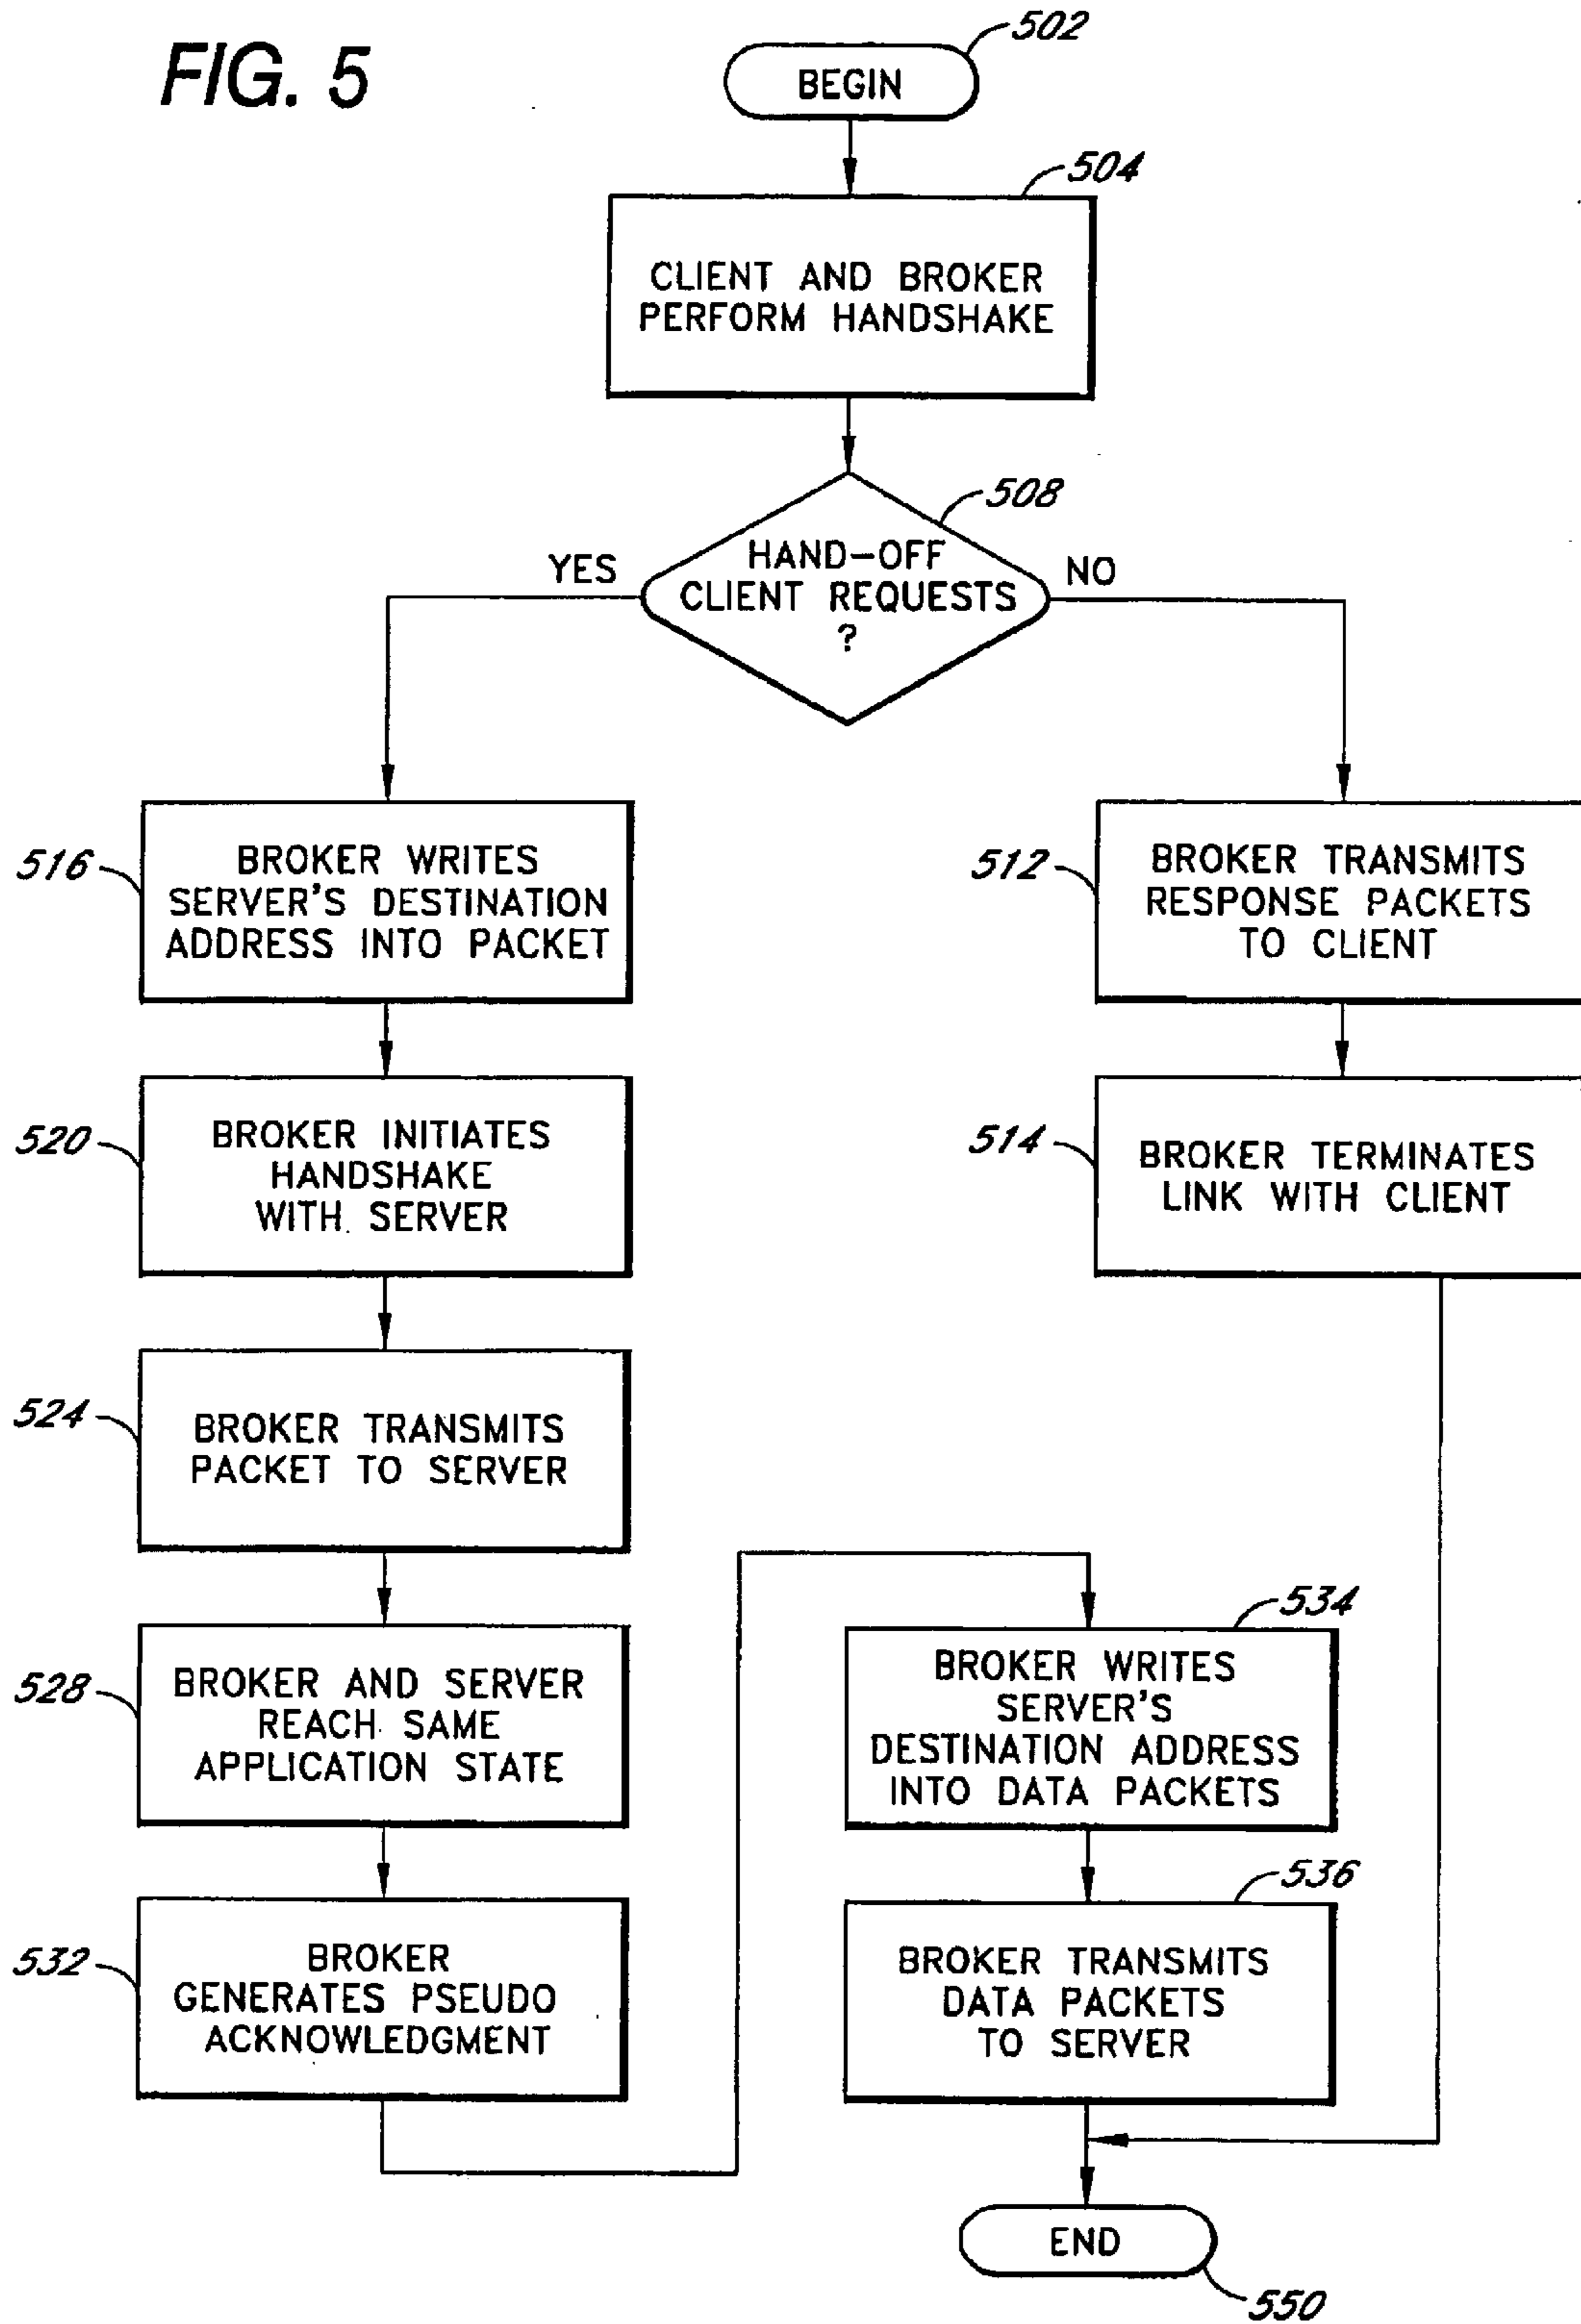 FIG. 5
502
BEGIN
504
CLIENT AND BROKER
PERFORM HANDSHAKE
508
HAND-OFF
CLIENT REQUESTS
?
YES
NO
516
BROKER WRITES
SERVER'S DESTINATION
ADDRESS INTO PACKET
512
BROKER TRANSMITS
RESPONSE PACKETS
TO CLIENT
520
BROKER INITIATES
HANDSHAKE
WITH SERVER
514
BROKER TERMINATES
LINK WITH CLIENT
524
BROKER TRANSMITS
PACKET TO SERVER
528
BROKER AND SERVER
REACH SAME
APPLICATION STATE
532
BROKER
GENERATES PSEUDO
ACKNOWLEDGMENT
534
BROKER WRITES
SERVER'S
DESTINATION ADDRESS
INTO DATA PACKETS
536
BROKER TRANSMITS
DATA PACKETS
TO SERVER
END
550